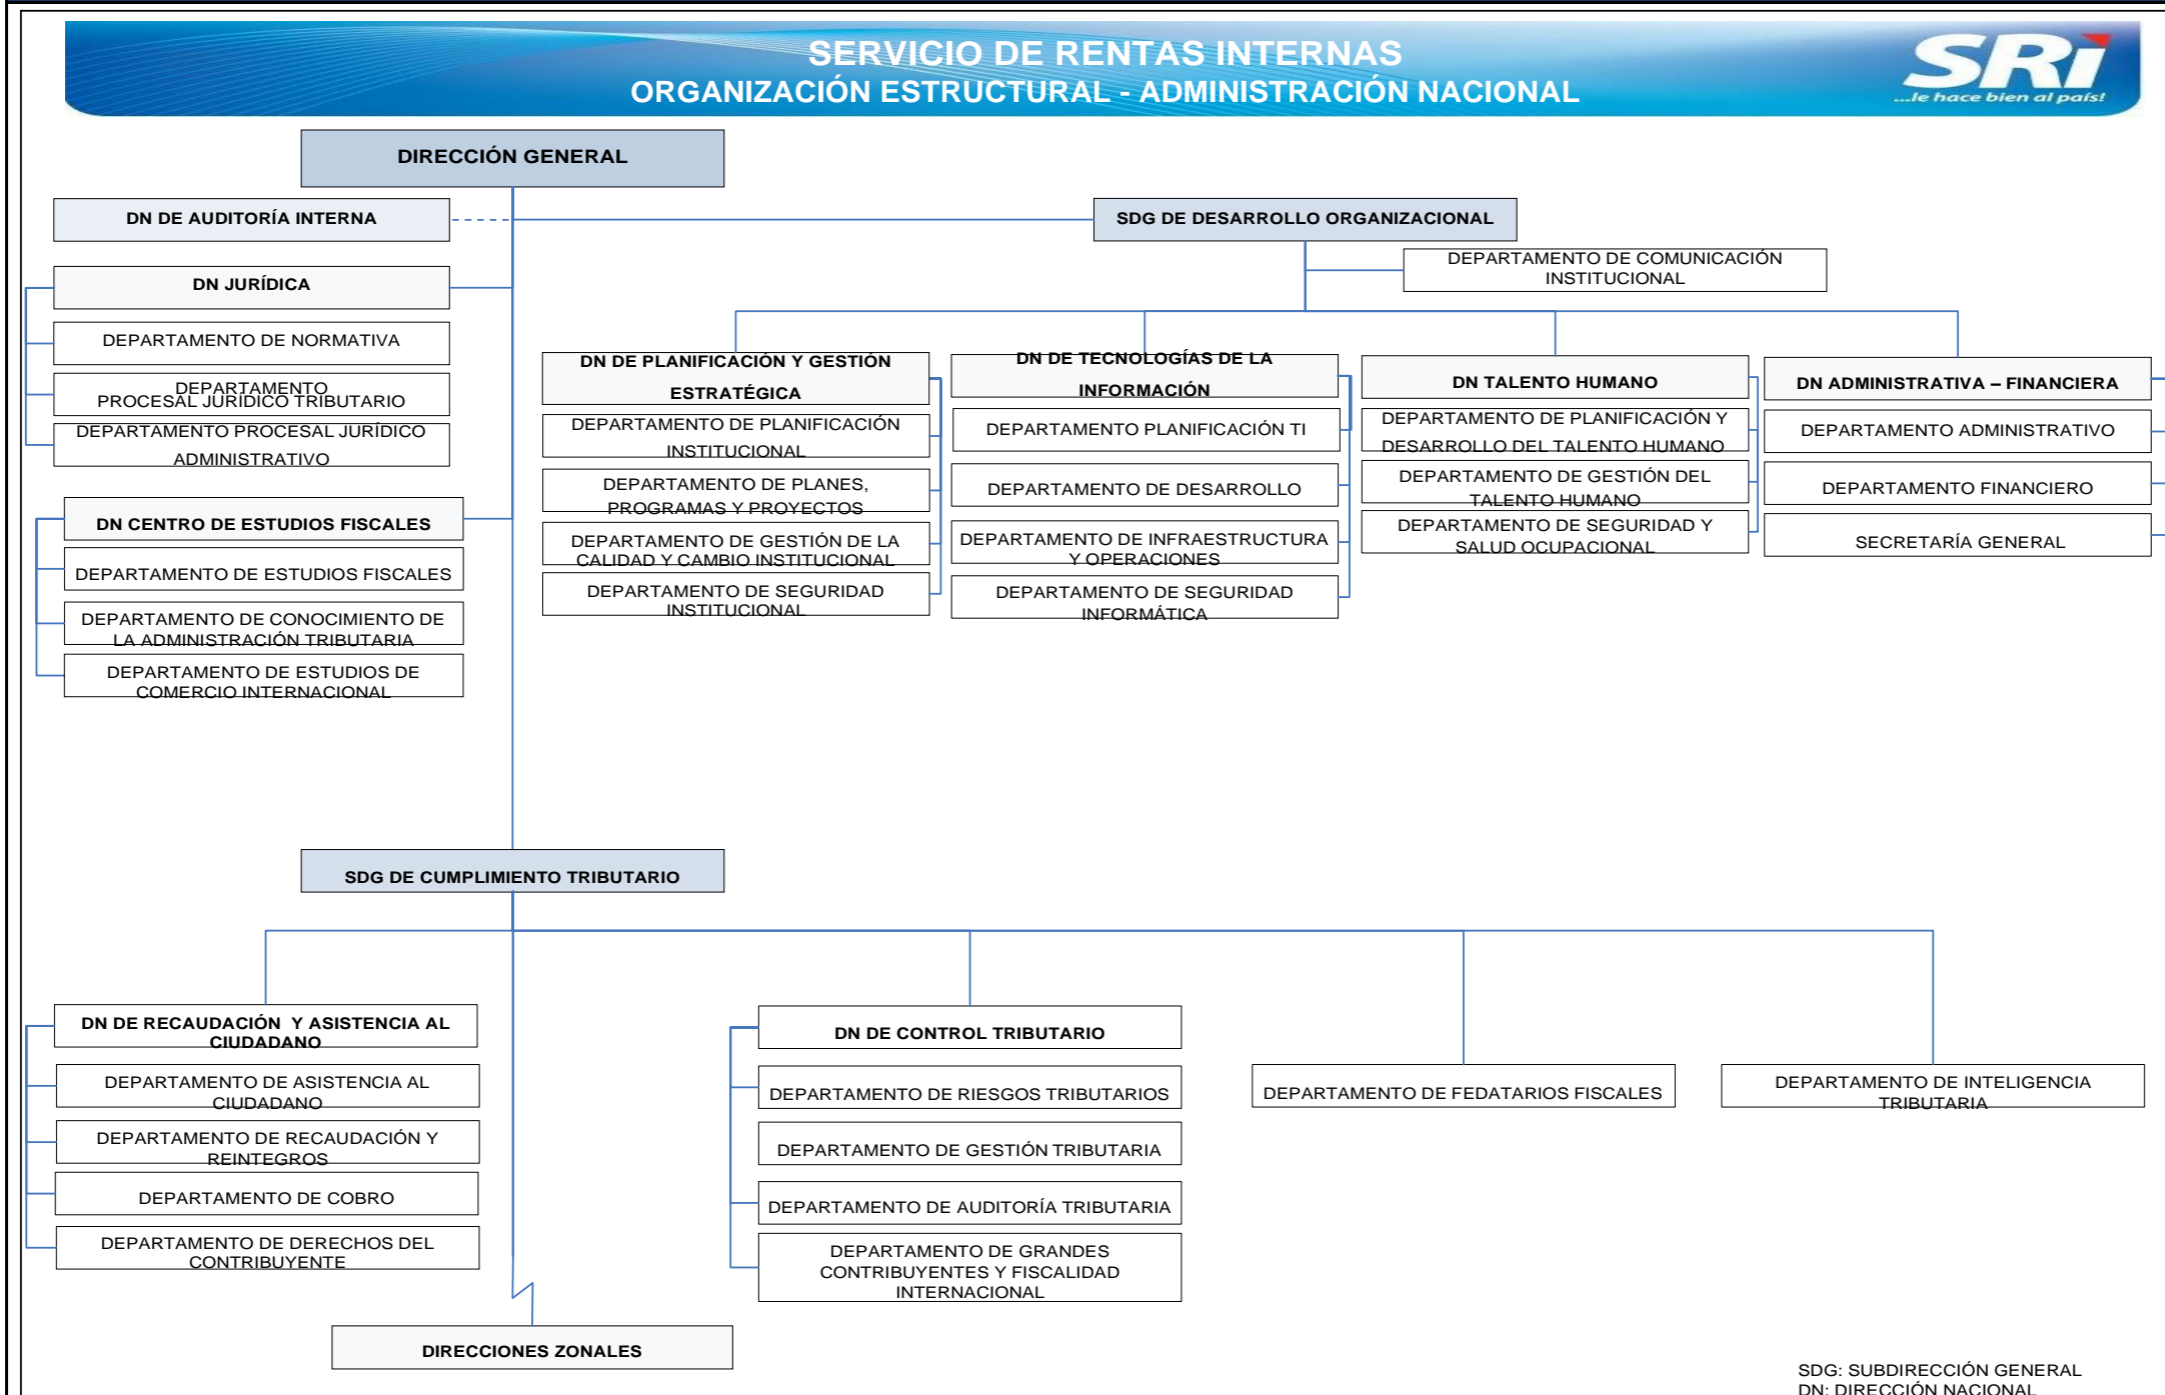 SERVICIO DE RENTAS INTERNAS
ORGANIZACIÓN ESTRUCTURAL - ADMINISTRACIÓN NACIONAL
SRi
...le hace bien al país!
DIRECCIÓN GENERAL
DN DE AUDITORÍA INTERNA
SDG DE DESARROLLO ORGANIZACIONAL
DEPARTAMENTO DE COMUNICACIÓN
INSTITUCIONAL
DN JURÍDICA
DEPARTAMENTO DE NORMATIVA
DEPARTAMENTO
PROCESAL JURÍDICO TRIBUTARIO
DEPARTAMENTO PROCESAL JURÍDICO
ADMINISTRATIVO
DN CENTRO DE ESTUDIOS FISCALES
DEPARTAMENTO DE ESTUDIOS FISCALES
DEPARTAMENTO DE CONOCIMIENTO DE
LA ADMINISTRACIÓN TRIBUTARIA
DEPARTAMENTO DE ESTUDIOS DE
COMERCIO INTERNACIONAL
DN DE PLANIFICACIÓN Y GESTIÓN
ESTRATÉGICA
DEPARTAMENTO DE PLANIFICACIÓN
INSTITUCIONAL
DEPARTAMENTO DE PLANES,
PROGRAMAS Y PROYECTOS
DEPARTAMENTO DE GESTIÓN DE LA
CALIDAD Y CAMBIO INSTITUCIONAL
DEPARTAMENTO DE SEGURIDAD
INSTITUCIONAL
DN DE TECNOLOGÍAS DE LA
INFORMACIÓN
DEPARTAMENTO PLANIFICACIÓN TI
DEPARTAMENTO DE DESARROLLO
DEPARTAMENTO DE INFRAESTRUCTURA
Y OPERACIONES
DEPARTAMENTO DE SEGURIDAD
INFORMÁTICA
DN TALENTO HUMANO
DEPARTAMENTO DE PLANIFICACIÓN Y
DESARROLLO DEL TALENTO HUMANO
DEPARTAMENTO DE GESTIÓN DEL
TALENTO HUMANO
DEPARTAMENTO DE SEGURIDAD Y
SALUD OCUPACIONAL
DN ADMINISTRATIVA – FINANCIERA
DEPARTAMENTO ADMINISTRATIVO
DEPARTAMENTO FINANCIERO
SECRETARÍA GENERAL
SDG DE CUMPLIMIENTO TRIBUTARIO
DN DE RECAUDACIÓN Y ASISTENCIA AL
CIUDADANO
DEPARTAMENTO DE ASISTENCIA AL
CIUDADANO
DEPARTAMENTO DE RECAUDACIÓN Y
REINTEGROS
DEPARTAMENTO DE COBRO
DEPARTAMENTO DE DERECHOS DEL
CONTRIBUYENTE
DN DE CONTROL TRIBUTARIO
DEPARTAMENTO DE RIESGOS TRIBUTARIOS
DEPARTAMENTO DE GESTIÓN TRIBUTARIA
DEPARTAMENTO DE AUDITORÍA TRIBUTARIA
DEPARTAMENTO DE GRANDES
CONTRIBUYENTES Y FISCALIDAD
INTERNACIONAL
DEPARTAMENTO DE FEDATARIOS FISCALES
DEPARTAMENTO DE INTELIGENCIA
TRIBUTARIA
DIRECCIONES ZONALES
SDG: SUBDIRECCIÓN GENERAL
DN: DIRECCIÓN NACIONAL